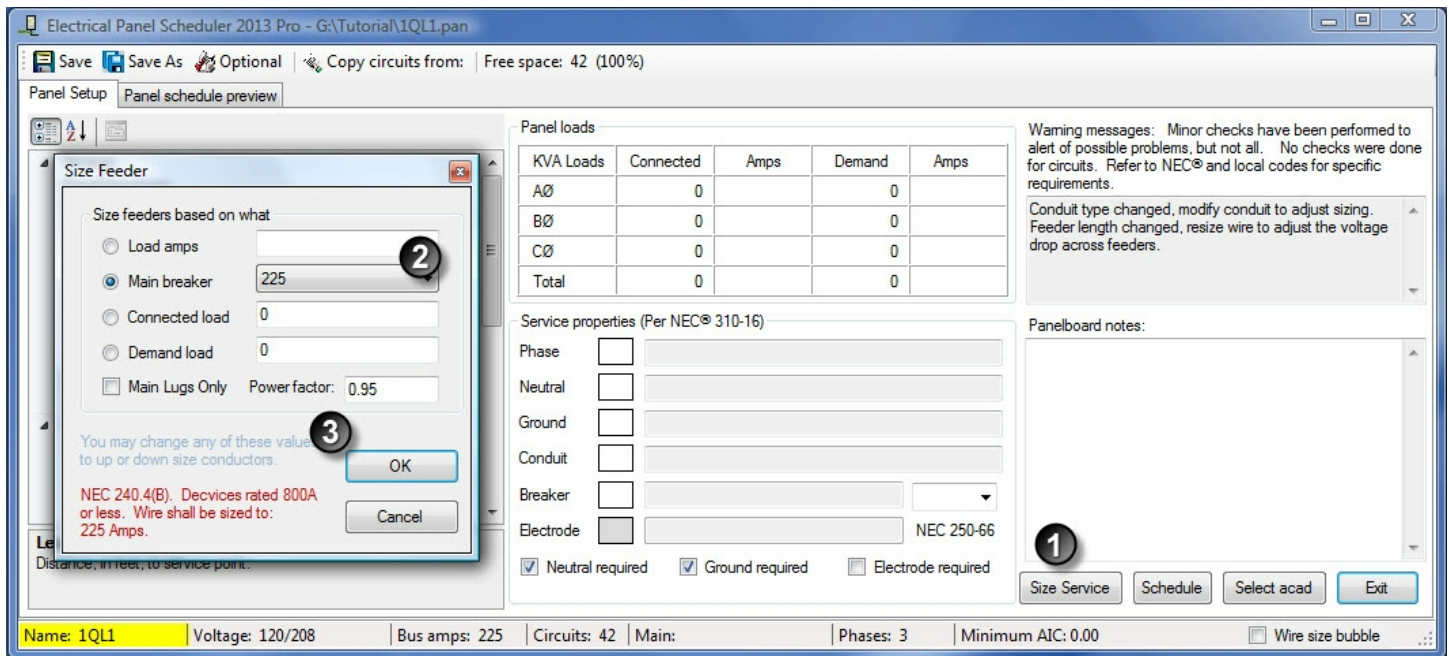 Electrical Panel Scheduler 2013 Pro - G:\Tutorial\1QL1.pan
Save Save As Optional Copy circuits from: Free space: 42 (100%)
Panel Setup Panel schedule preview
Size Feeder
Size feeders based on what
Load amps
2
Main breaker 225
Connected load 0
Demand load 0
Main Lugs Only Power factor: 0.95
3
You may change any of these
to up or down size conductors.
OK
NEC 240.4(B). Decvices rated 800A
or less. Wire shall be sized to:
225 Amps.
Cancel
Le
Distance, in feet, to service point.
Panel loads
KVA Loads Connected Amps Demand Amps
AØ 0 0
BØ 0 0
CØ 0 0
Total 0 0
Service properties (Per NEC® 310-16)
Phase
Neutral
Ground
Conduit
Breaker
Electrode NEC 250-66
Neutral required Ground required Electrode required
Warning messages: Minor checks have been performed to
alert of possible problems, but not all. No checks were done
for circuits. Refer to NEC® and local codes for specific
requirements.
Conduit type changed, modify conduit to adjust sizing.
Feeder length changed, resize wire to adjust the voltage
drop across feeders.
Panelboard notes:
1
Size Service Schedule Select acad Exit
Name: 1QL1 Voltage: 120/208 Bus amps: 225 Circuits: 42 Main: Phases: 3 Minimum AIC: 0.00 Wire size bubble